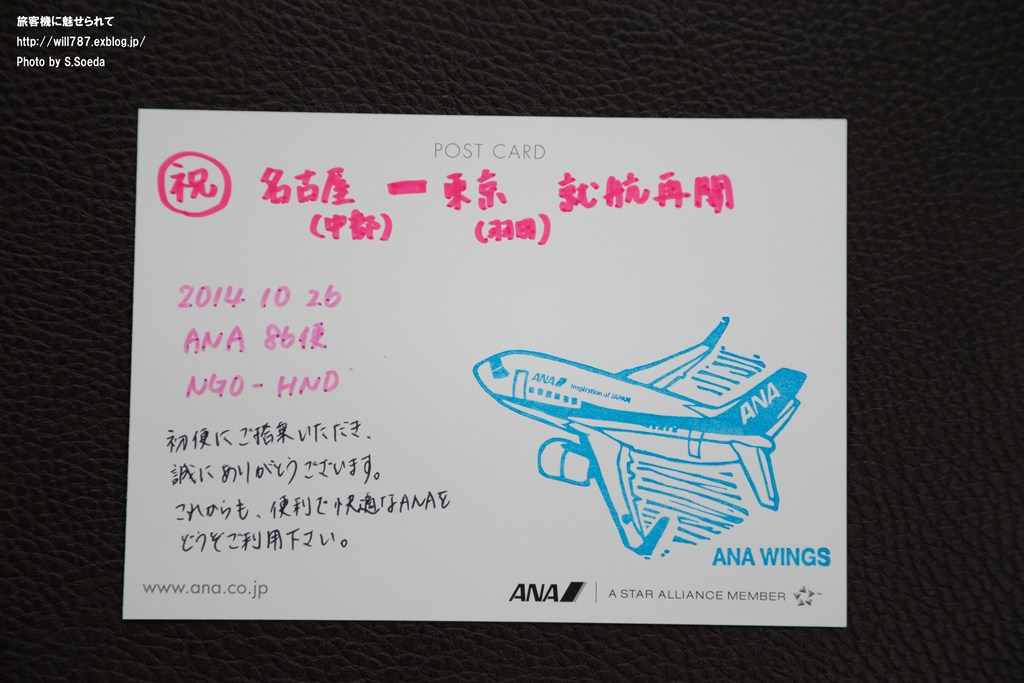 旅客機に魅せられて
http://will787.exblog.jp/
Photo by S.Soeda
POST CARD
祝 名古屋 ー 東京 就航再開
(中部) (羽田)
2014. 10. 26
ANA 86便
NGO - HND
初便にご搭乗いただき、
誠にありがとうございます。
これからも、便利で快適なANAを
どうぞご利用下さい。
ANA Inspiration of JAPAN
ANA
ANA WINGS
www.ana.co.jp
ANA A STAR ALLIANCE MEMBER